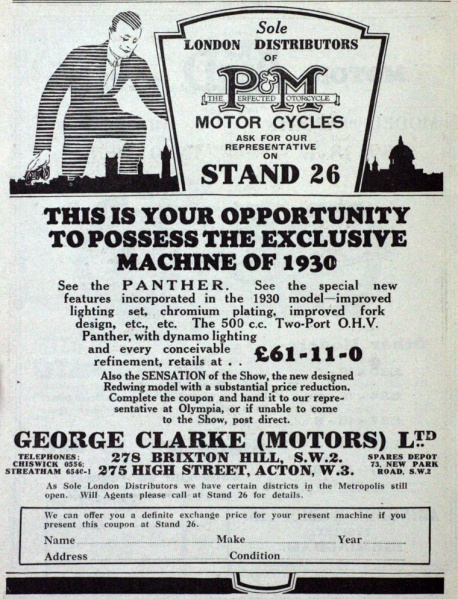 Sole
LONDON DISTRIBUTORS
OF
P&M
THE PERFECTED MOTORCYCLE
MOTOR CYCLES
ASK FOR OUR
REPRESENTATIVE
ON
STAND 26
THIS IS YOUR OPPORTUNITY
TO POSSESS THE EXCLUSIVE
MACHINE OF 1930
See the PANTHER. See the special new
features incorporated in the 1930 model—improved
lighting set, chromium plating, improved fork
design, etc., etc. The 500 c.c. Two-Port O.H.V.
Panther, with dynamo lighting
and every conceivable
refinement, retails at . . £61-11-0
Also the SENSATION of the Show, the new designed
Redwing model with a substantial price reduction.
Complete the coupon and hand it to our repre-
sentative at Olympia, or if unable to come
to the Show, post direct.
GEORGE CLARKE (MOTORS) LTD
TELEPHONES:
CHISWICK 0556;
STREATHAM 6540-1
278 BRIXTON HILL, S.W.2.
275 HIGH STREET, ACTON, W.3.
SPARES DEPOT
73, NEW PARK
ROAD, S.W.2
As Sole London Distributors we have certain districts in the Metropolis still
open. Will Agents please call at Stand 26 for details.
We can offer you a definite exchange price for your present machine if you
present this coupon at Stand 26.
Name Make Year
Address Condition